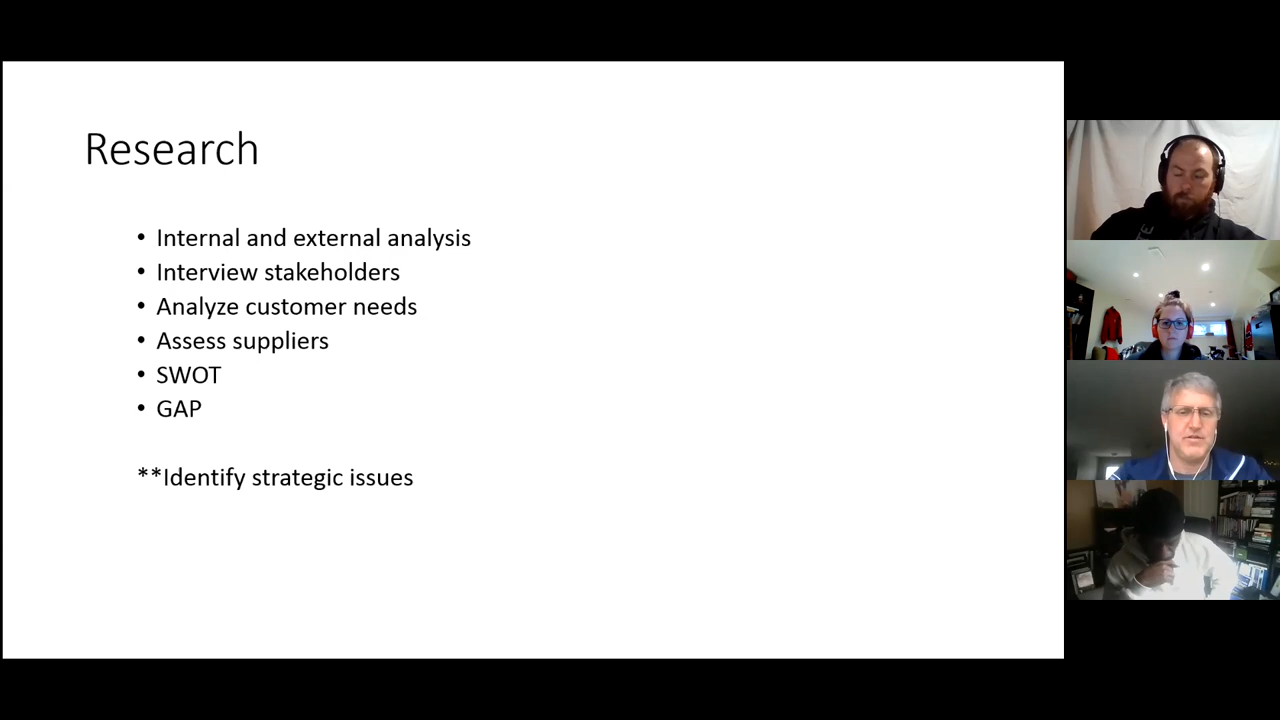 Research
• Internal and external analysis
• Interview stakeholders
• Analyze customer needs
• Assess suppliers
• SWOT
• GAP
**Identify strategic issues